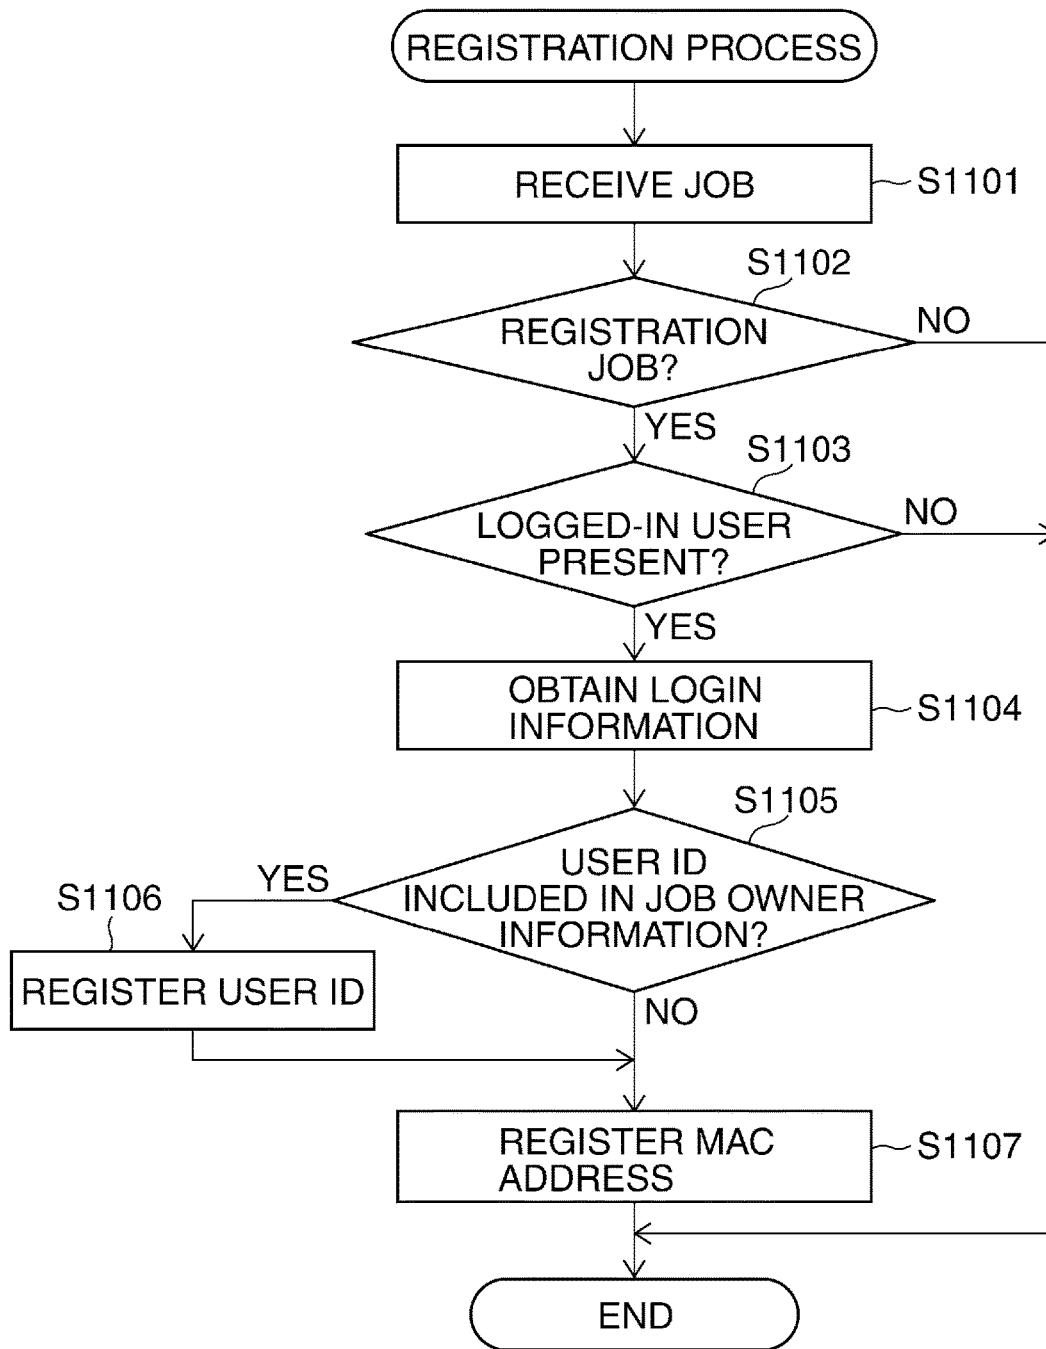 REGISTRATION PROCESS
RECEIVE JOB
S1101
S1102
REGISTRATION
JOB?
NO
YES
S1103
LOGGED-IN USER
PRESENT?
NO
YES
OBTAIN LOGIN
INFORMATION
S1104
S1105
USER ID
INCLUDED IN JOB OWNER
INFORMATION?
YES
S1106
REGISTER USER ID
NO
REGISTER MAC
ADDRESS
S1107
END